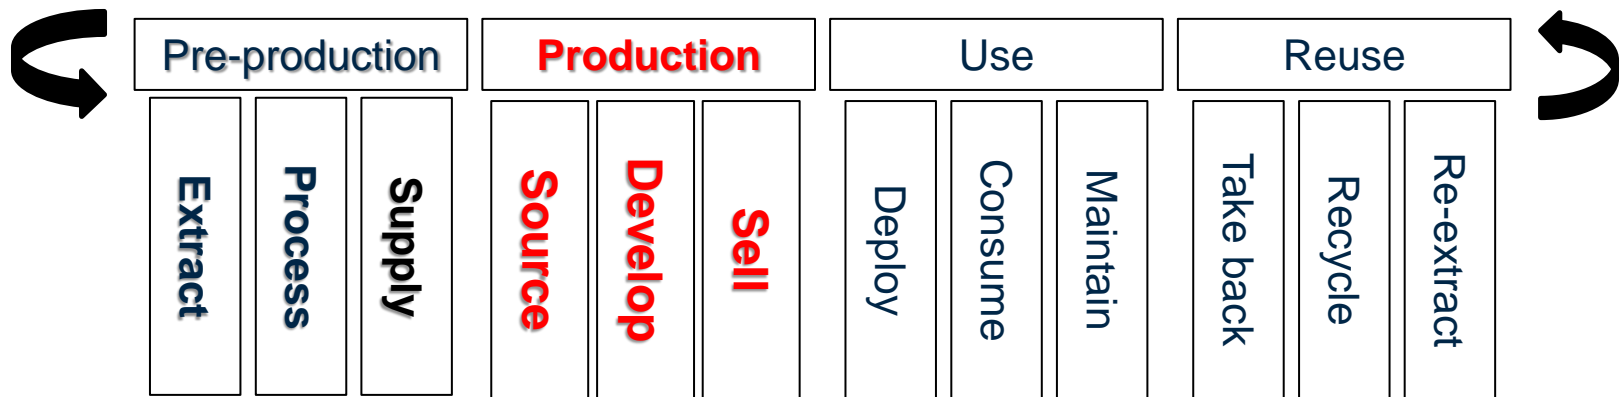 Pre-production
Production
Use
Reuse
Extract
Process
Supply
Source
Develop
Sell
Deploy
Consume
Maintain
Take back
Recycle
Re-extract